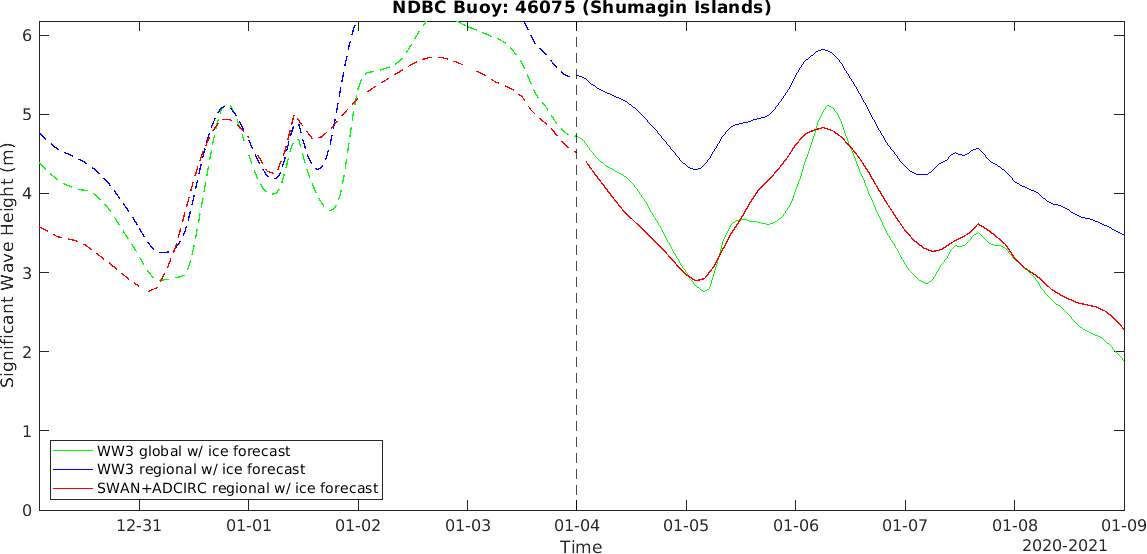 NDBC Buoy: 46075 (Shumagin Islands)
Significant Wave Height (m)
6
5
4
3
2
1
0
WW3 global w/ ice forecast
WW3 regional w/ ice forecast
SWAN+ADCIRC regional w/ ice forecast
12-31 01-01 01-02 01-03 01-04 01-05 01-06 01-07 01-08 01-09
Time
2020-2021